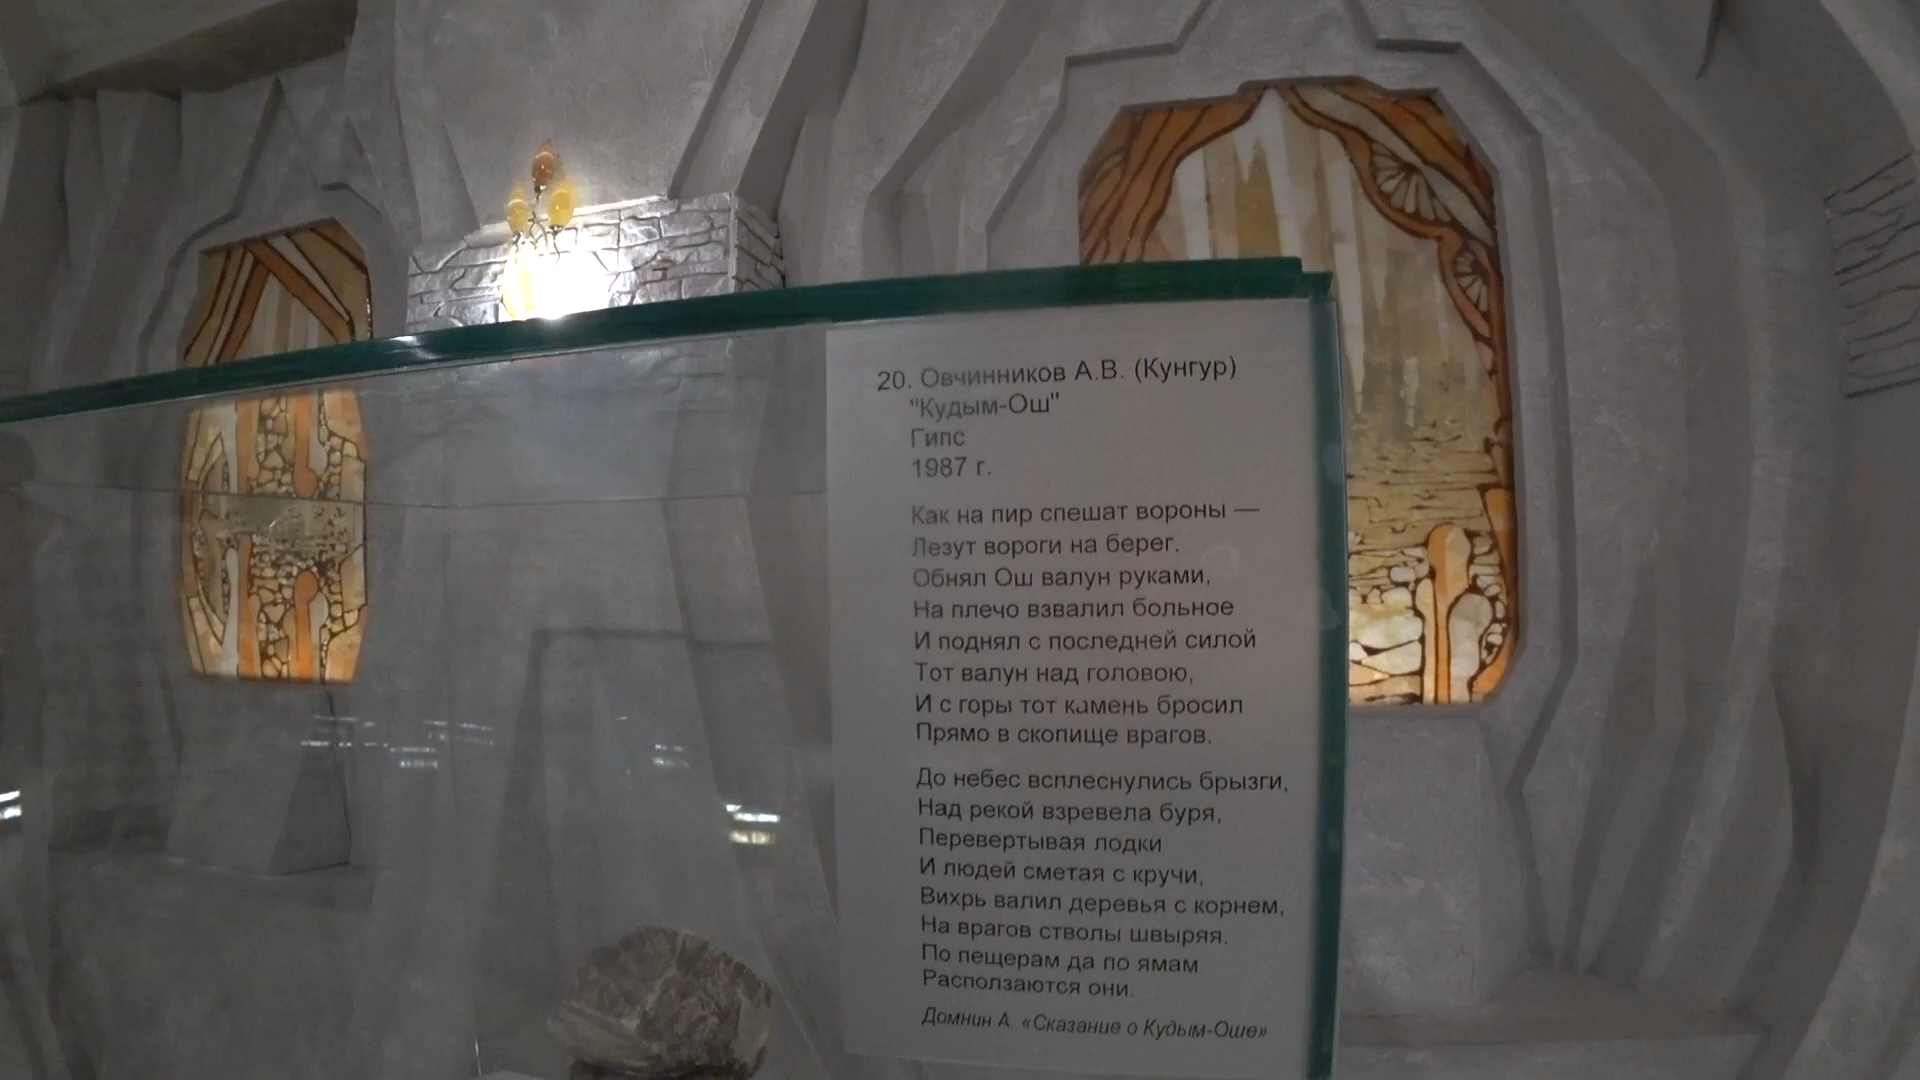 20. Овчинников А.В. (Кунгур)
"Кудым-Ош"
Гипс
1987 г.
Как на пир спешат вороны —
Лезут вороги на берег.
Обнял Ош валун руками,
На плечо взвалил больное
И поднял с последней силой
Тот валун над головою,
И с горы тот камень бросил
Прямо в скопище врагов.
До небес всплеснулись брызги,
Над рекой взревела буря,
Перевертывая лодки
И людей сметая с кручи,
Вихрь валил деревья с корнем,
На врагов стволы швыряя.
По пещерам да по ямам
Расползаются они.
Домнин А. «Сказание о Кудым-Оше»